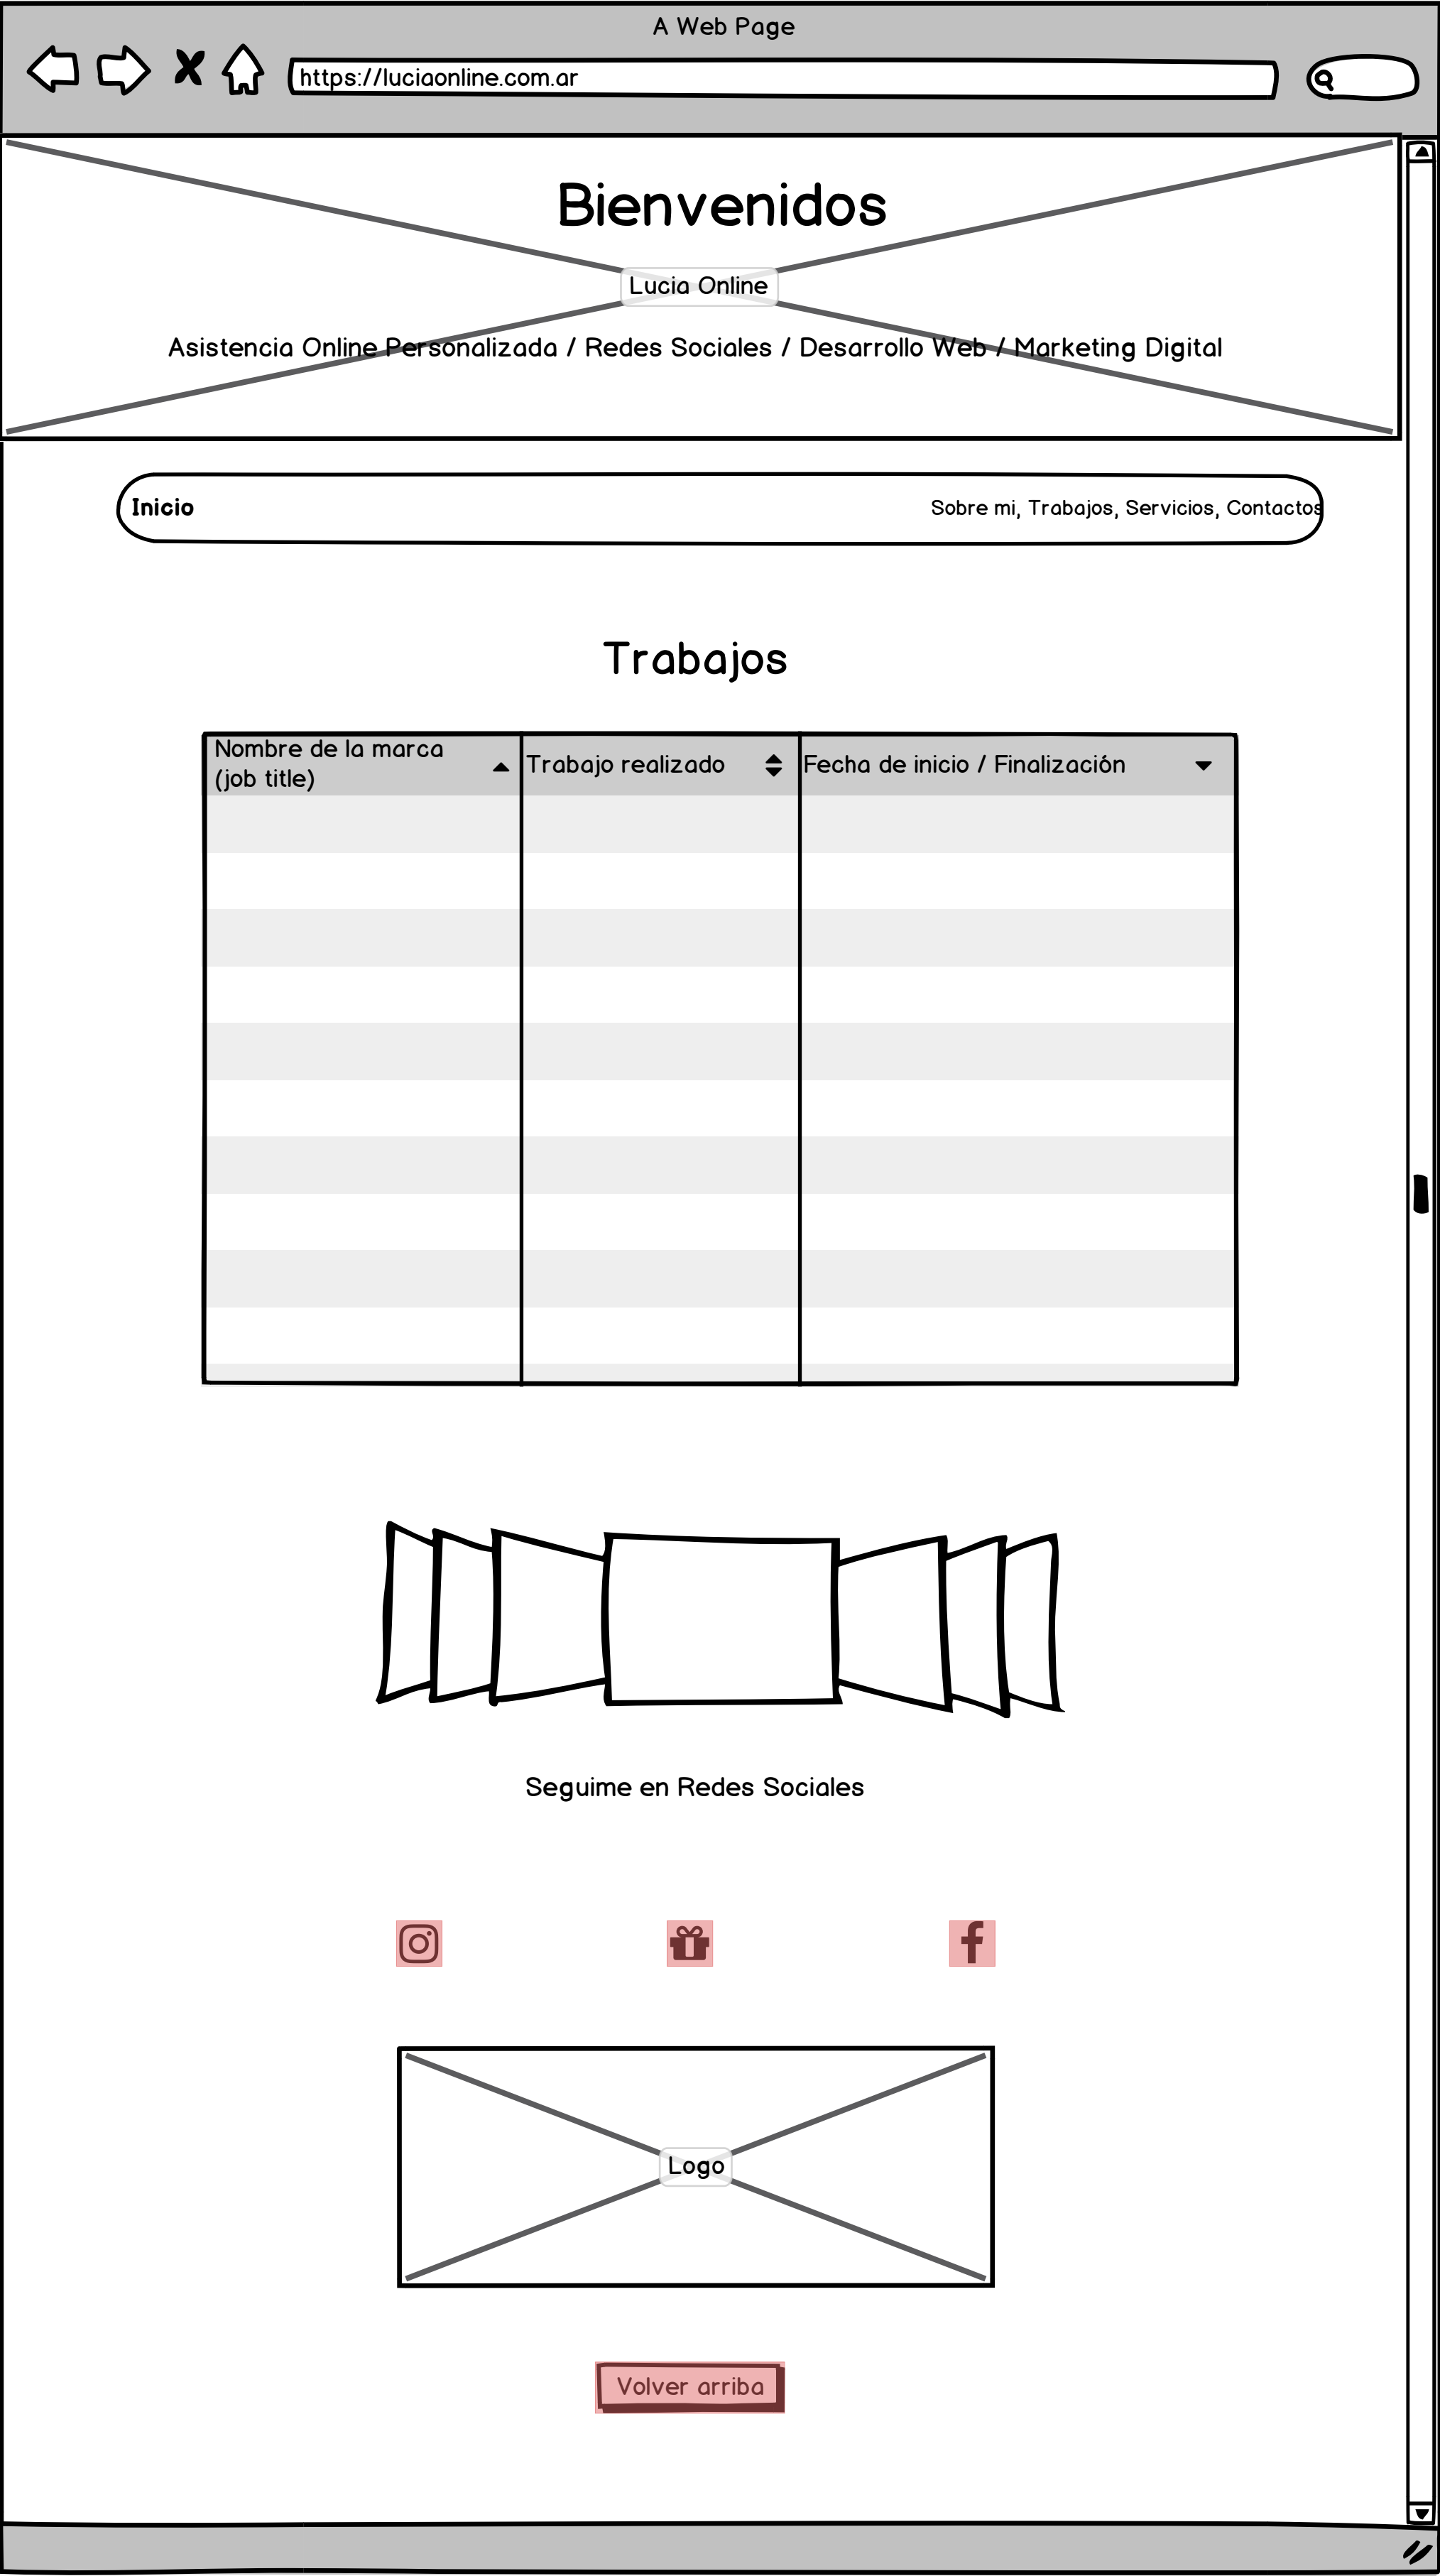 A Web Page
https://luciaonline.com.ar
Bienvenidos
Lucia Online
Asistencia Online Personalizada / Redes Sociales / Desarrollo Web / Marketing Digital
Inicio
Sobre mi, Trabajos, Servicios, Contactos
Trabajos
Nombre de la marca
(job title)
Trabajo realizado
Fecha de inicio / Finalización
Seguime en Redes Sociales
Logo
Volver arriba